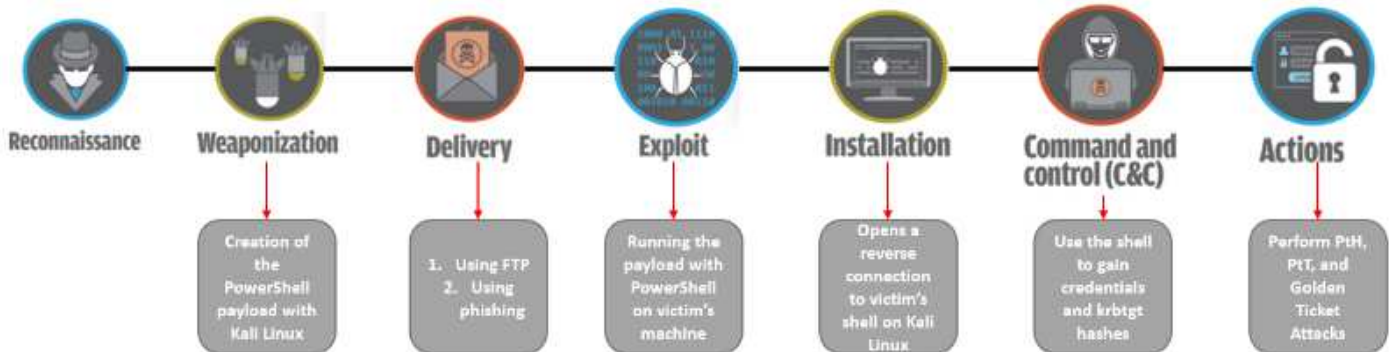 Reconnaissance
Weaponization
Delivery
Exploit
Installation
Command and
control (C&C)
Actions
Creation of
the
PowerShell
payload with
Kali Linux
1. Using FTP
2. Using
phishing
Running the
payload with
PowerShell
on victim's
machine
Opens a
reverse
connection
to victim's
shell on Kali
Linux
Use the shell
to gain
credentials
and krbtgt
hashes
Perform PtH,
PtT, and
Golden
Ticket
Attacks